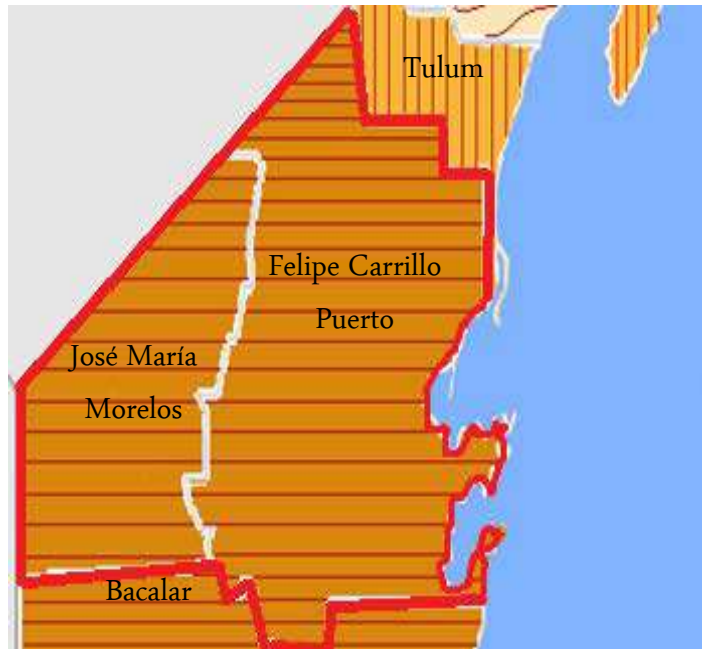 Tulum
Felipe Carrillo
Puerto
José María
Morelos
Bacalar